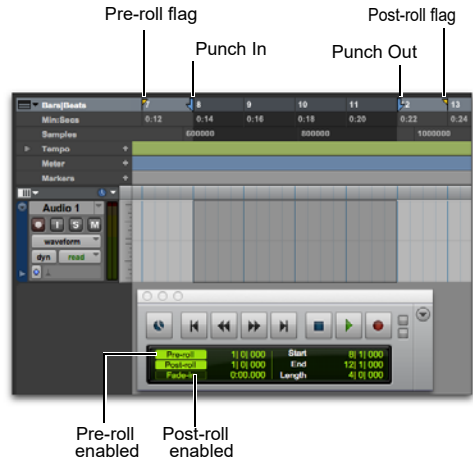 Pre-roll flag
Post-roll flag
Punch In
Punch Out
Bars|Beats 7 8 9 10 11 12 13
Min:Secs 0:12 0:14 0:16 0:18 0:20 0:22 0:24
Samples 600000 800000 1000000
Tempo +
Meter +
Markers +
Audio 1
I S M
waveform
dyn read
Pre-roll 1| 0| 000 Start 8| 1| 000
Post-roll 1| 0| 000 End 12| 1| 000
Fade-in 0:00.000 Length 4| 0| 000
Pre-roll
enabled
Post-roll
enabled